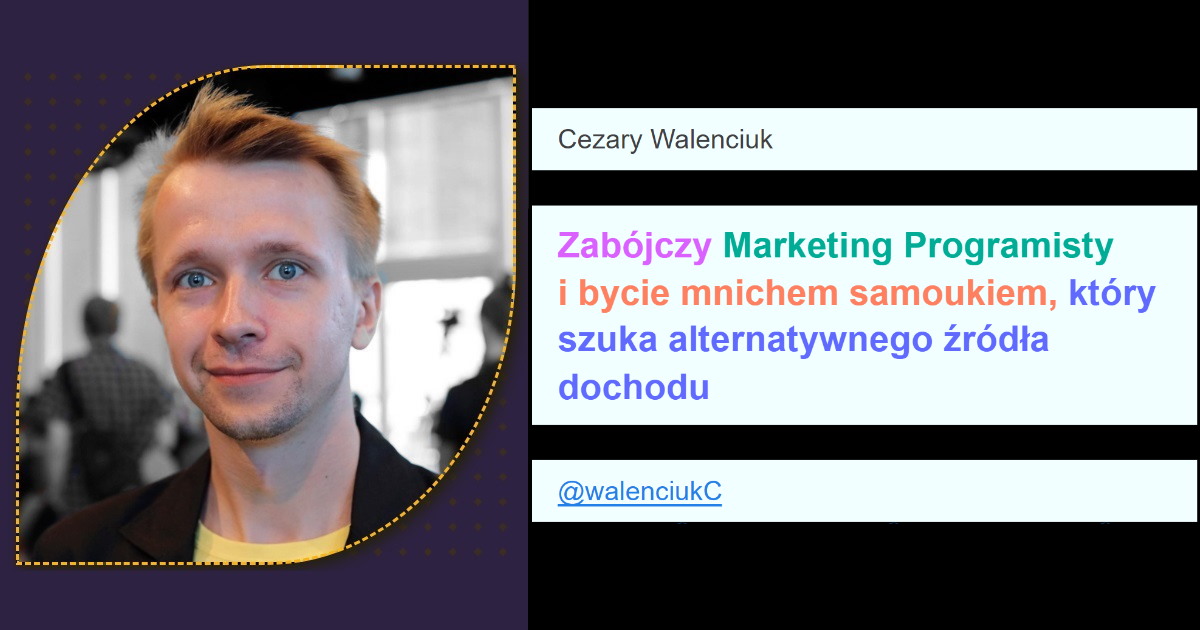 Cezary Walenciuk
Zabójczy Marketing Programisty
i bycie mnichem samoukiem, który
szuka alternatywnego źródła
dochodu
@walenciukC